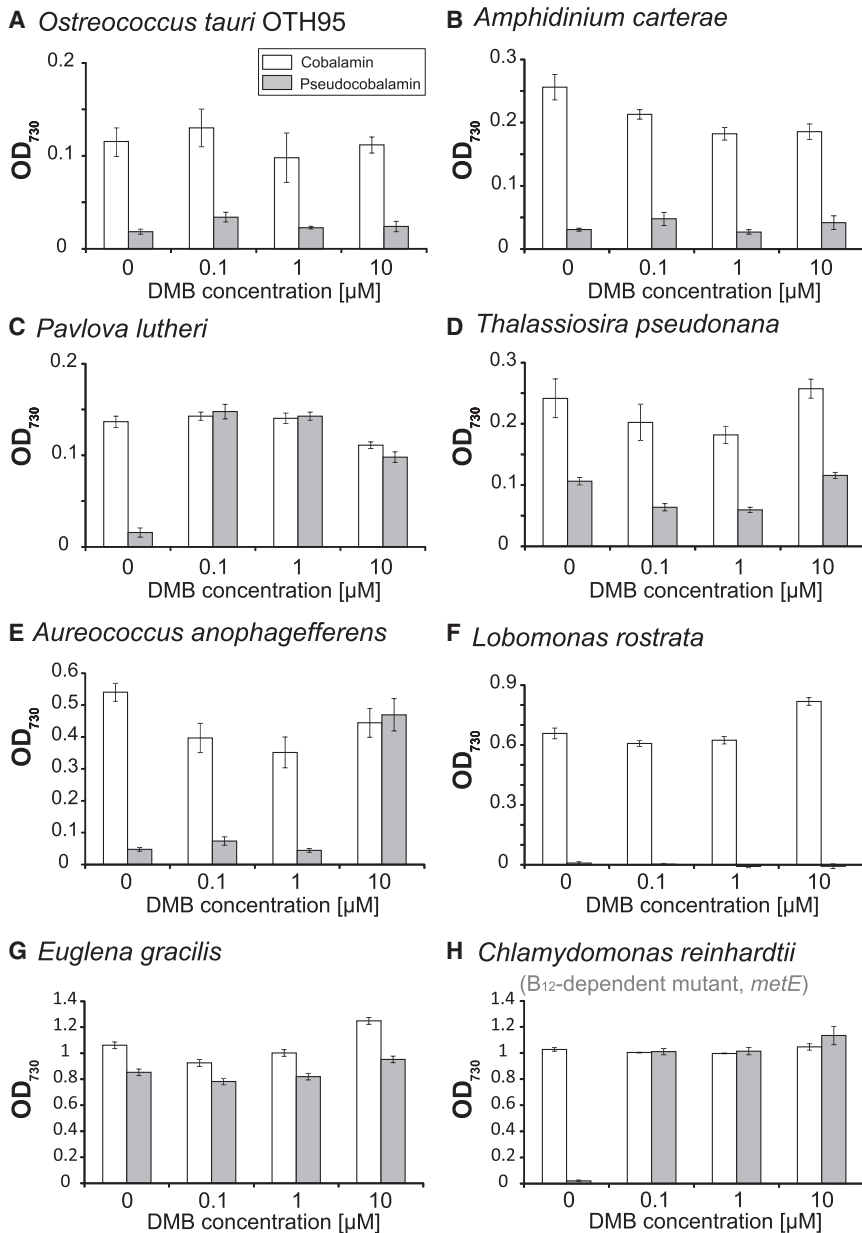 A Ostreococcus tauri OTH95
0.2
0.1
0
OD730
Cobalamin
Pseudocobalamin
0 0.1 1 10
DMB concentration [µM]
B Amphidinium carterae
0.3
0.2
0.1
0
OD730
0 0.1 1 10
DMB concentration [µM]
C Pavlova lutheri
0.2
0.1
0
OD730
0 0.1 1 10
DMB concentration [µM]
D Thalassiosira pseudonana
0.3
0.2
0.1
0
OD730
0 0.1 1 10
DMB concentration [µM]
E Aureococcus anophagefferens
0.6
0.5
0.4
0.3
0.2
0.1
0
OD730
0 0.1 1 10
DMB concentration [µM]
F Lobomonas rostrata
0.9
0.6
0.3
0
OD730
0 0.1 1 10
DMB concentration [µM]
G Euglena gracilis
1.4
1.2
1
0.8
0.6
0.4
0.2
0
OD730
0 0.1 1 10
DMB concentration [µM]
H Chlamydomonas reinhardtii
(B12-dependent mutant, metE)
1.4
1.2
1
0.8
0.6
0.4
0.2
0
OD730
0 0.1 1 10
DMB concentration [µM]